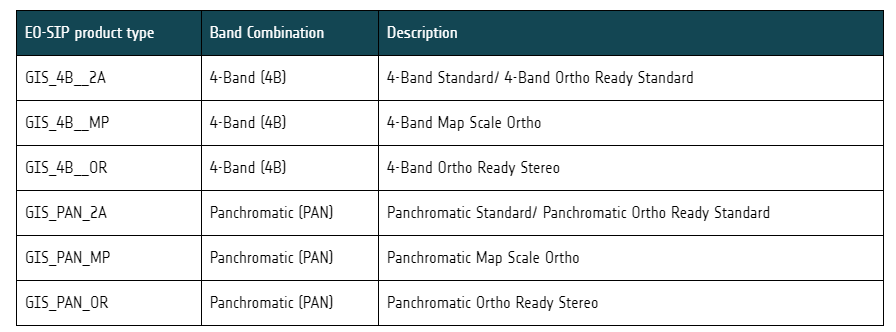 EO-SIP product type Band Combination Description
GIS_4B__2A 4-Band (4B) 4-Band Standard/ 4-Band Ortho Ready Standard
GIS_4B__MP 4-Band (4B) 4-Band Map Scale Ortho
GIS_4B__OR 4-Band (4B) 4-Band Ortho Ready Stereo
GIS_PAN_2A Panchromatic (PAN) Panchromatic Standard/ Panchromatic Ortho Ready Standard
GIS_PAN_MP Panchromatic (PAN) Panchromatic Map Scale Ortho
GIS_PAN_OR Panchromatic (PAN) Panchromatic Ortho Ready Stereo